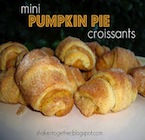 mini
PUMPKIN PIE
croissants
shakentogether.blogspot.com